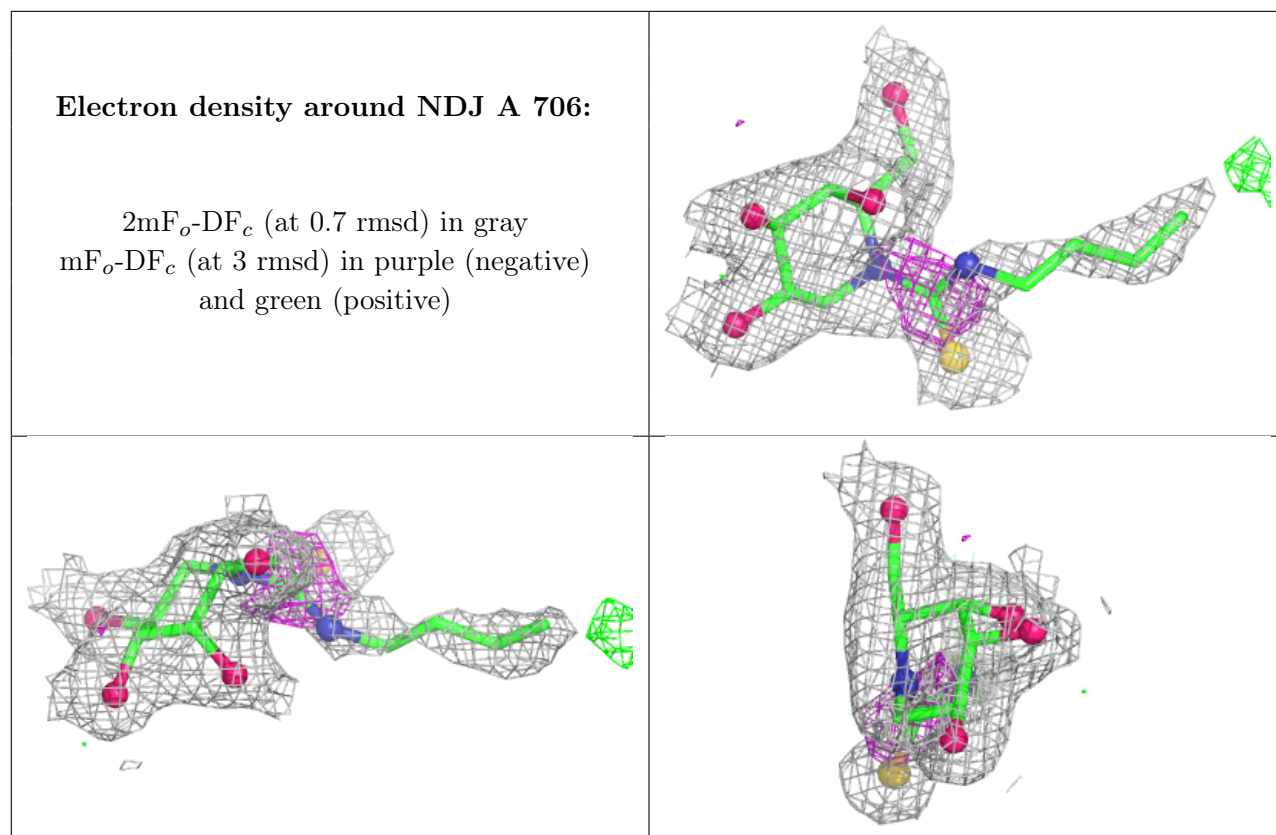 Electron density around NDJ A 706:
2mFo-DFc (at 0.7 rmsd) in gray
mFo-DFc (at 3 rmsd) in purple (negative)
and green (positive)